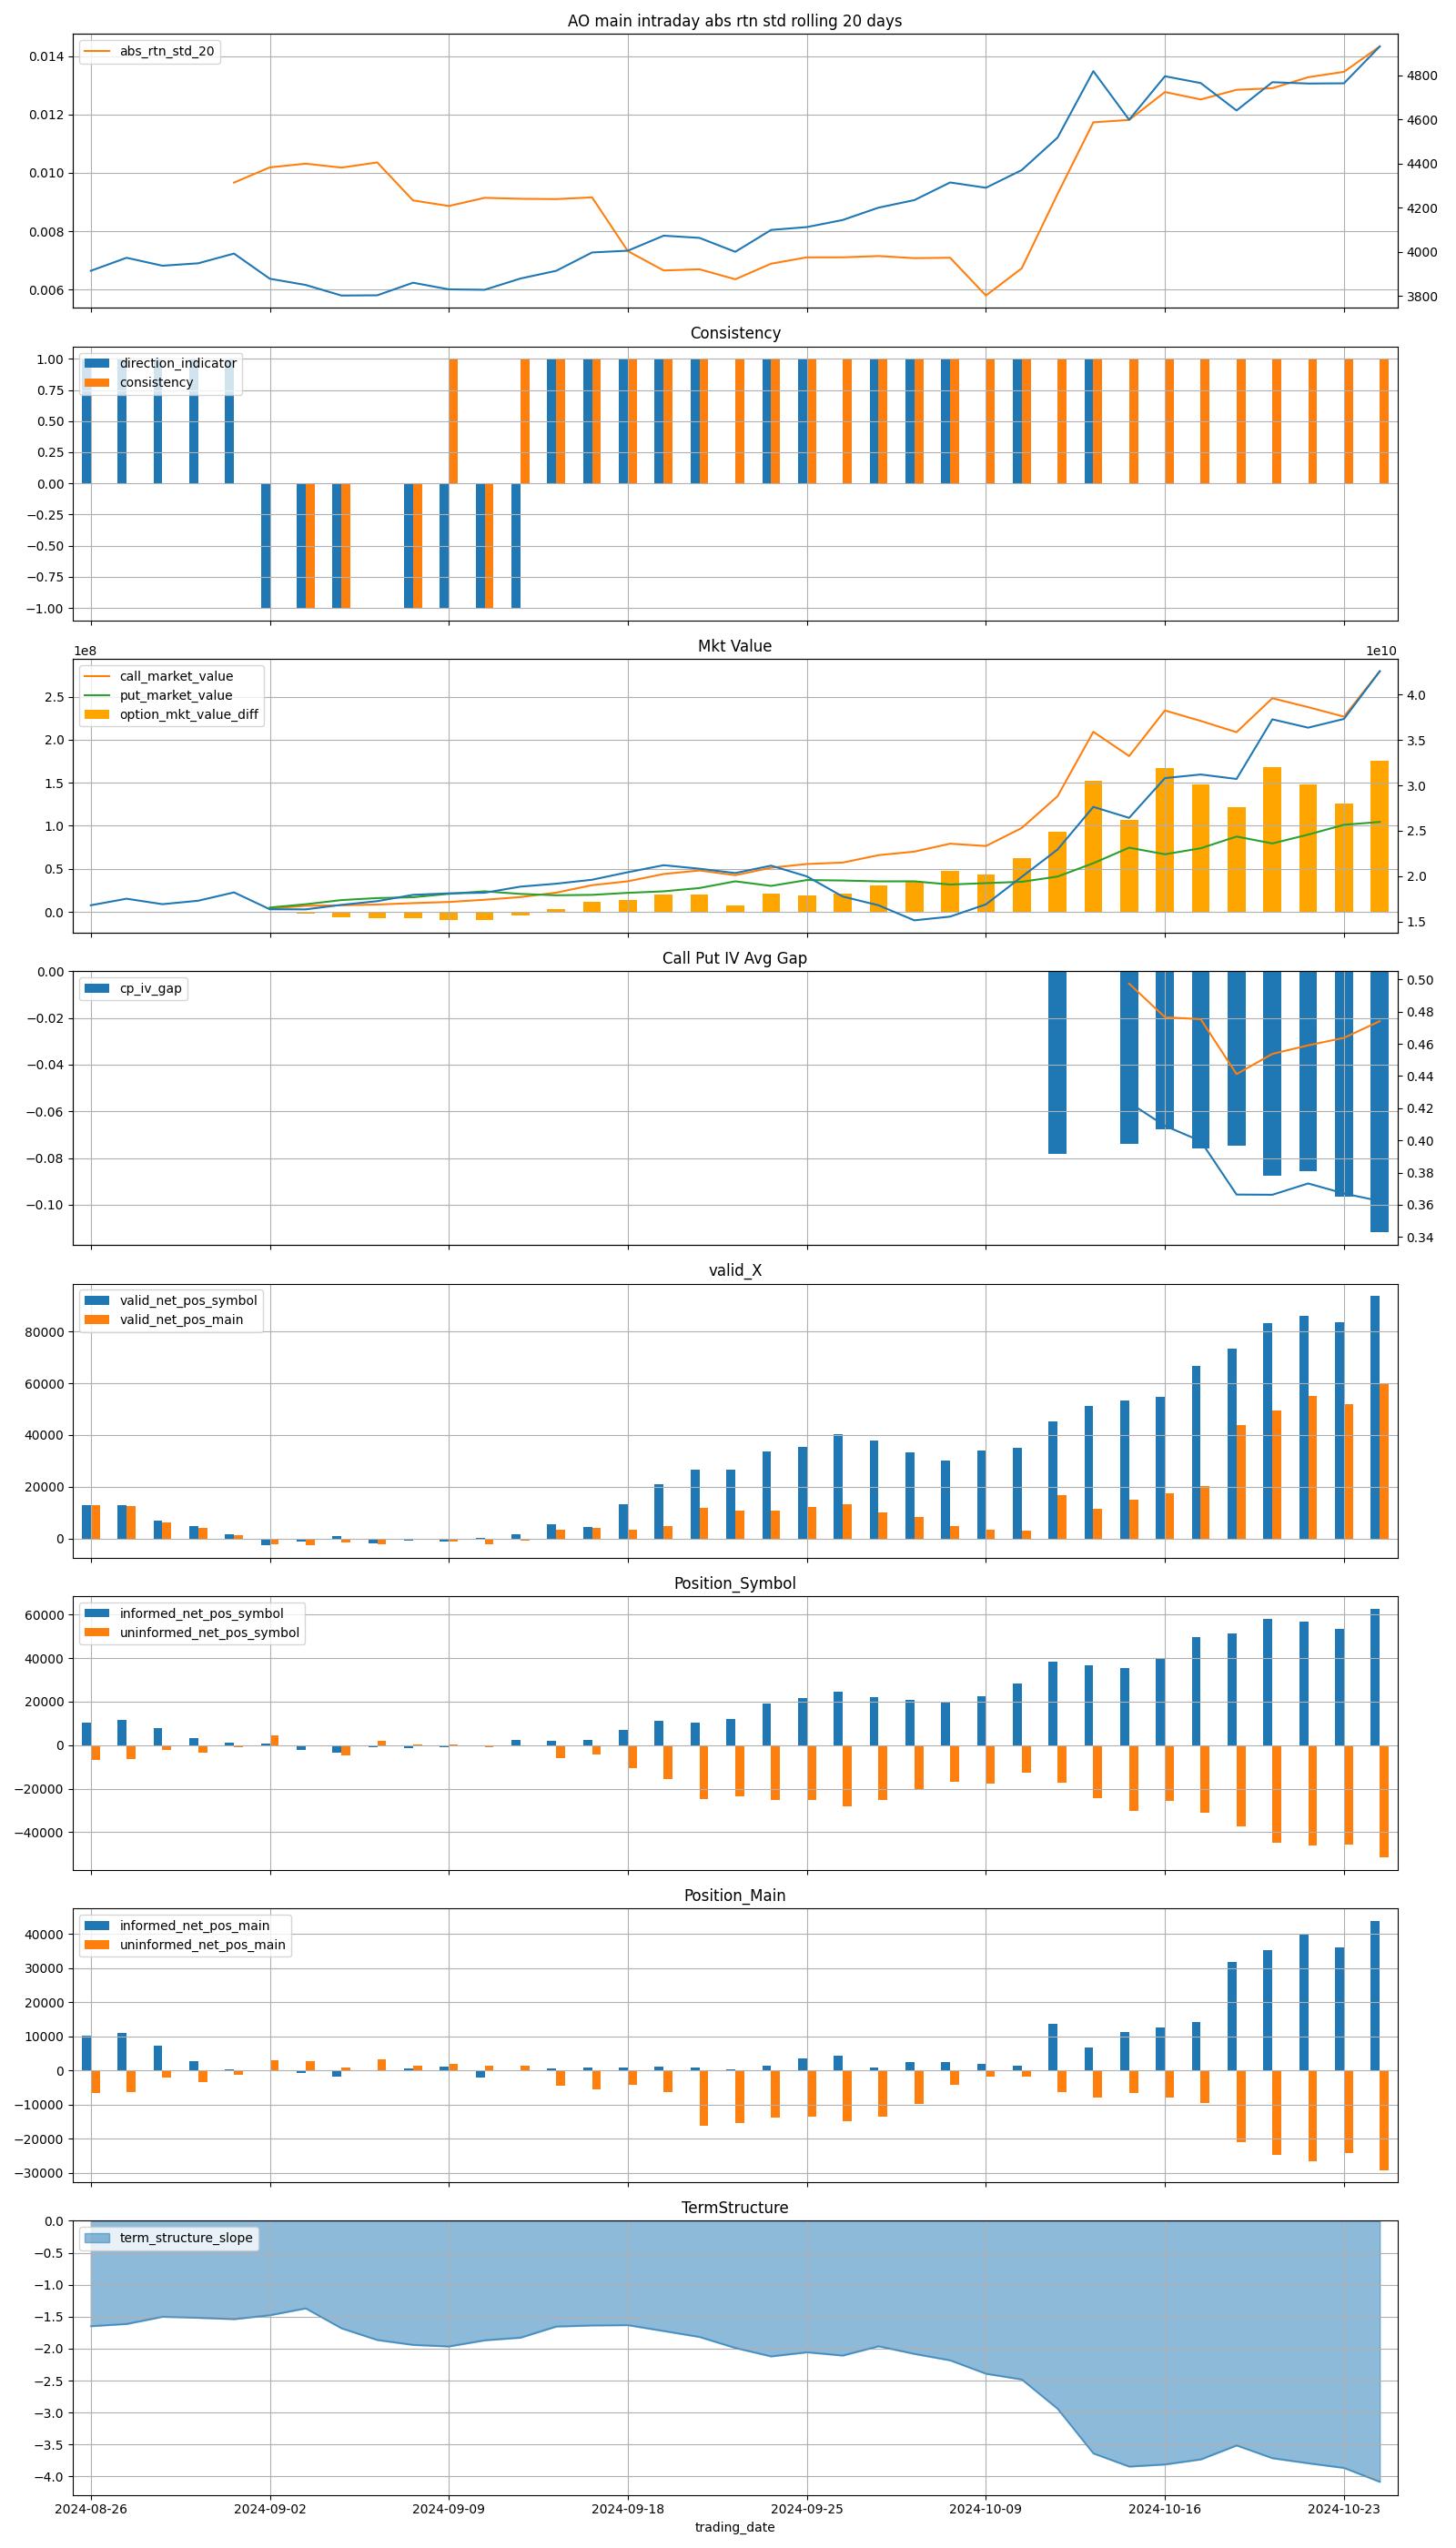 AO main intraday abs rtn std rolling 20 days
abs_rtn_std_20
0.014
0.012
0.010
0.008
0.006
4800
4600
4400
4200
4000
3800
Consistency
direction_indicator
consistency
1.00
0.75
0.50
0.25
0.00
−0.25
−0.50
−0.75
−1.00
Mkt Value
1e8
1e10
call_market_value
put_market_value
option_mkt_value_diff
2.5
2.0
1.5
1.0
0.5
0.0
4.0
3.5
3.0
2.5
2.0
1.5
Call Put IV Avg Gap
cp_iv_gap
0.00
−0.02
−0.04
−0.06
−0.08
−0.10
0.50
0.48
0.46
0.44
0.42
0.40
0.38
0.36
0.34
valid_X
valid_net_pos_symbol
valid_net_pos_main
80000
60000
40000
20000
0
Position_Symbol
informed_net_pos_symbol
uninformed_net_pos_symbol
60000
40000
20000
0
−20000
−40000
Position_Main
informed_net_pos_main
uninformed_net_pos_main
40000
30000
20000
10000
0
−10000
−20000
−30000
TermStructure
term_structure_slope
0.0
−0.5
−1.0
−1.5
−2.0
−2.5
−3.0
−3.5
−4.0
2024-08-26 2024-09-02 2024-09-09 2024-09-18 2024-09-25 2024-10-09 2024-10-16 2024-10-23
trading_date